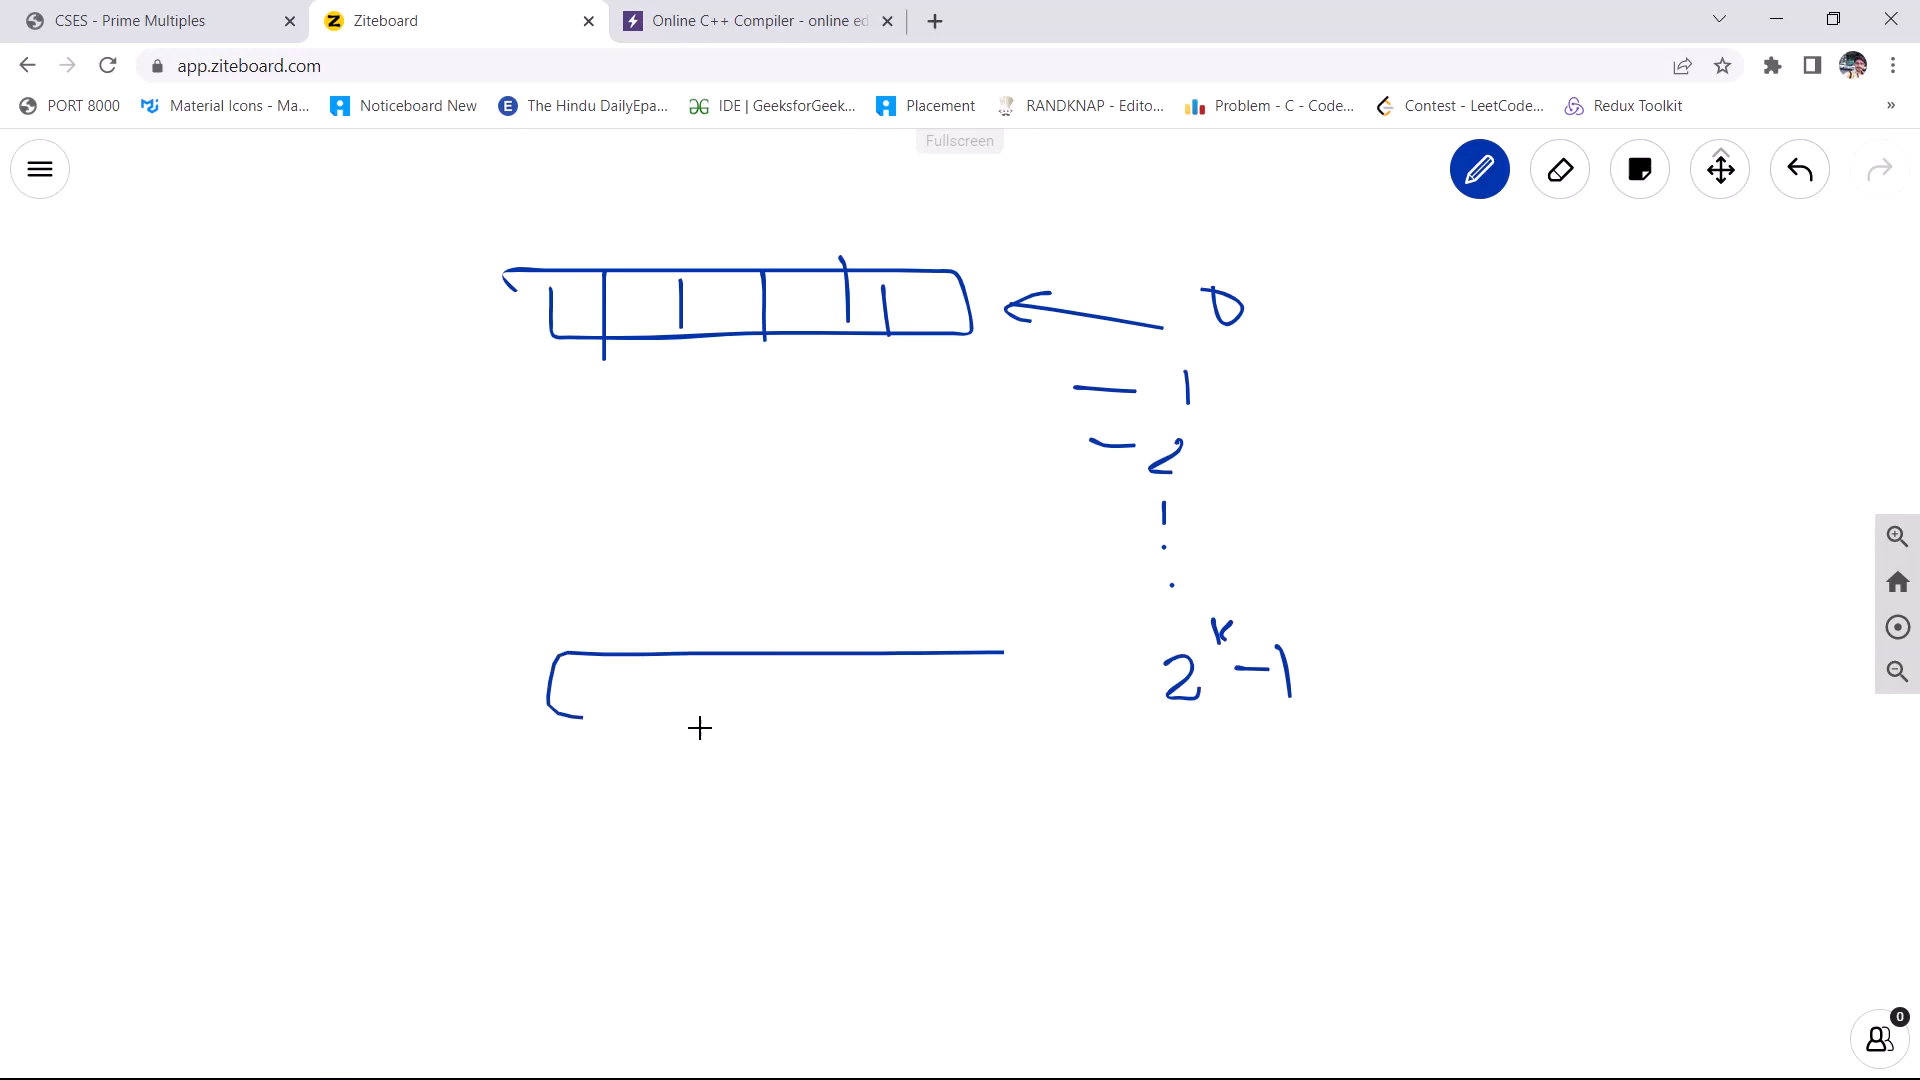 CSES - Prime Multiples
Ziteboard
Online C++ Compiler - online ed
app.ziteboard.com
PORT 8000
Material Icons - Ma...
Noticeboard New
The Hindu DailyEpa...
IDE | GeeksforGeek...
Placement
RANDKNAP - Edito...
Problem - C - Code...
Contest - LeetCode...
Redux Toolkit
»
Fullscreen
0
— 1
— 2
2^k - 1
0